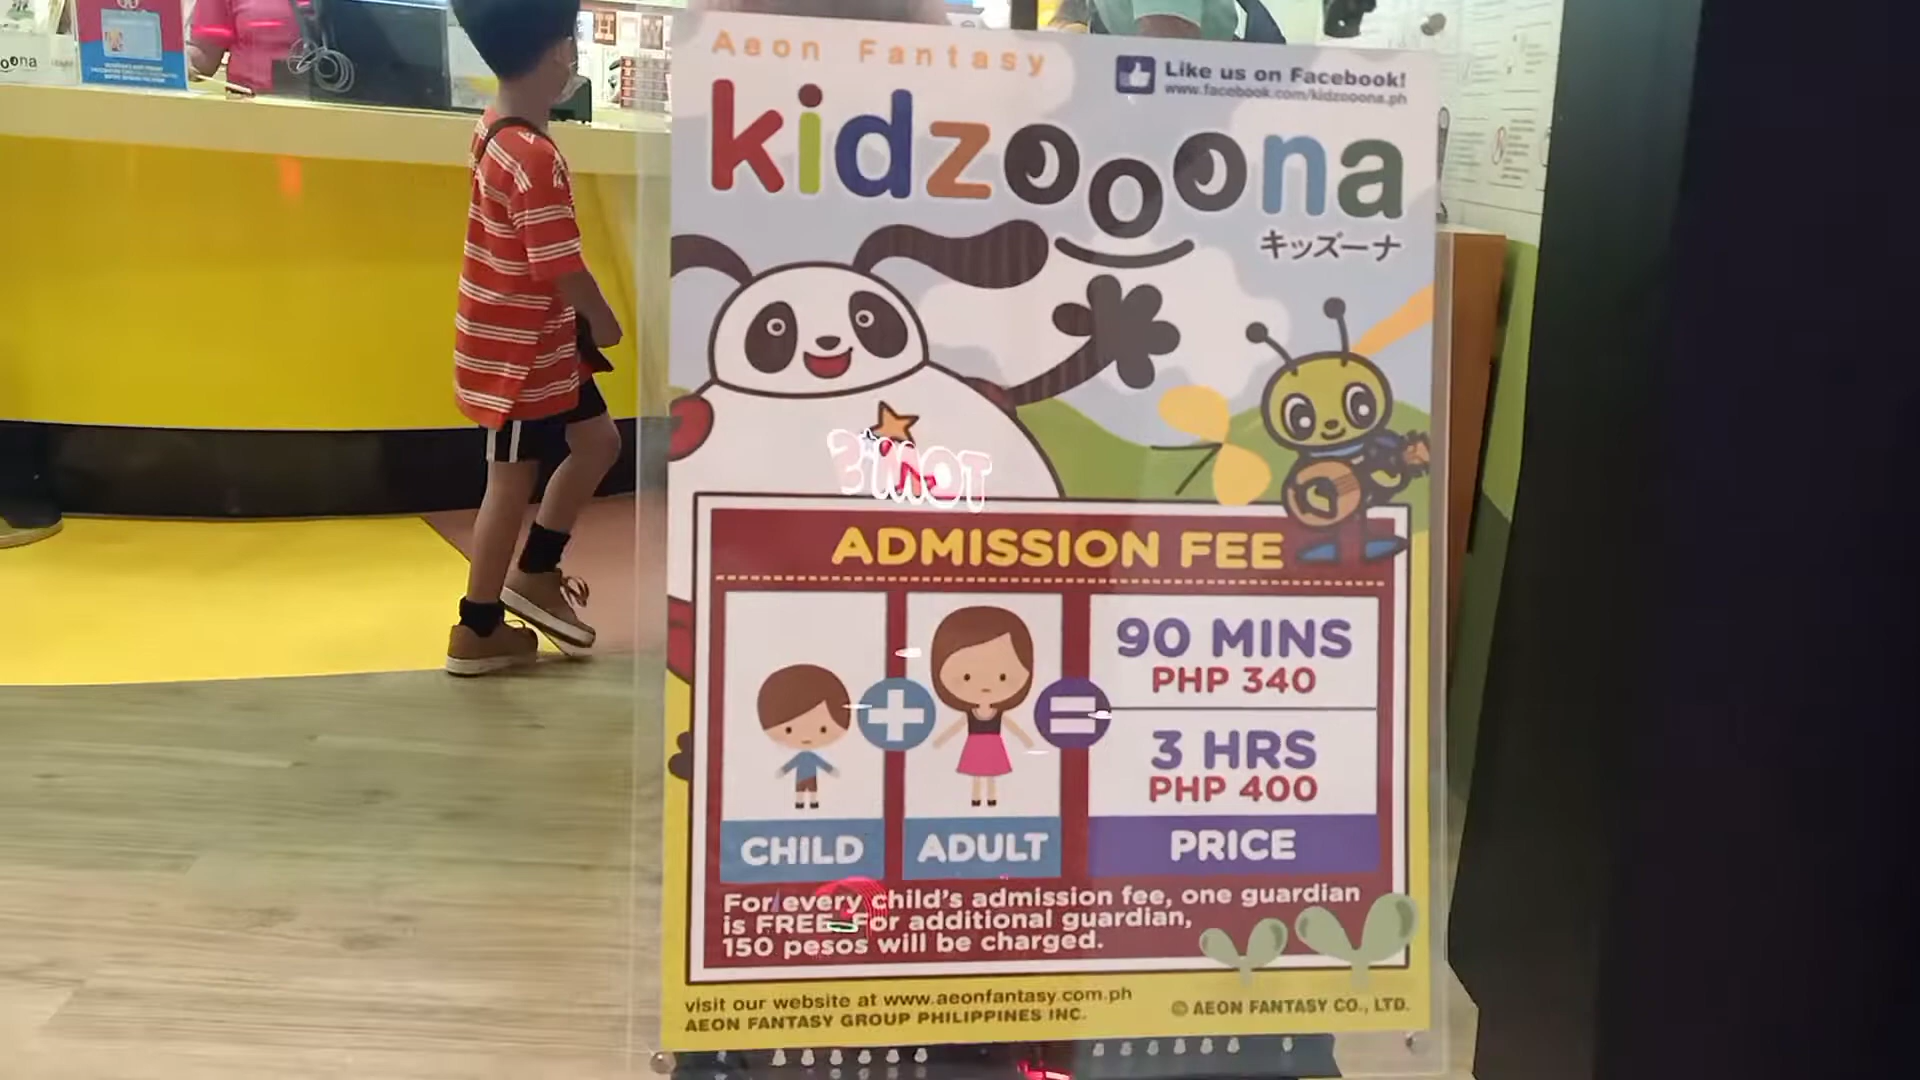 Aeon Fantasy
Like us on Facebook!
www.facebook.com/kidzooona.ph
kidzooona
キッズーナ
TOM'S
ADMISSION FEE
90 MINS
PHP 340
3 HRS
PHP 400
CHILD
ADULT
PRICE
For every child's admission fee, one guardian
is FREE. For additional guardian,
150 pesos will be charged.
visit our website at www.aeonfantasy.com.ph
AEON FANTASY GROUP PHILIPPINES INC.
© AEON FANTASY CO., LTD.